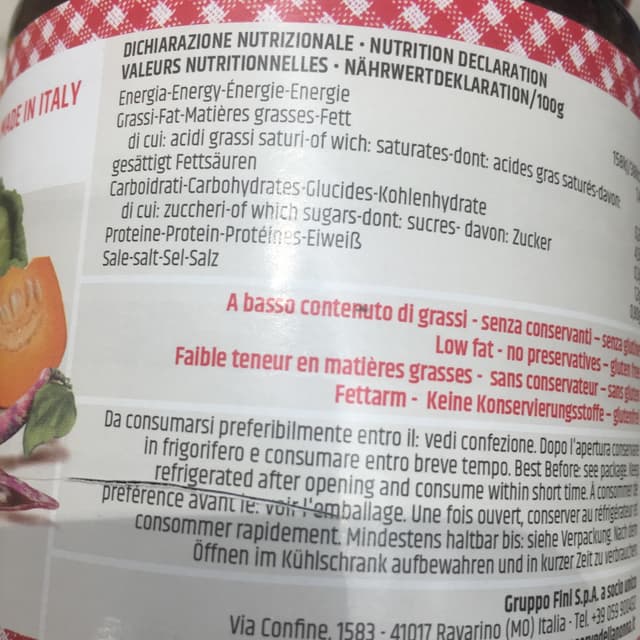 MADE IN ITALY
DICHIARAZIONE NUTRIZIONALE • NUTRITION DECLARATION
VALEURS NUTRITIONNELLES • NÄHRWERTDEKLARATION/100g
Energia-Energy-Énergie-Energie
Grassi-Fat-Matières grasses-Fett
di cui: acidi grassi saturi-of wich: saturates-dont: acides gras saturés-davon:
gesättigt Fettsäuren
Carboidrati-Carbohydrates-Glucides-Kohlenhydrate
di cui: zuccheri-of which sugars-dont: sucres- davon: Zucker
Proteine-Protein-Protéines-Eiweiß
Sale-salt-Sel-Salz
A basso contenuto di grassi - senza conservanti - senza
Low fat - no preservatives - gluten free
Faible teneur en matières grasses - sans conservateur - sans
Fettarm - Keine Konservierungsstoffe -
Da consumarsi preferibilmente entro il: vedi confezione. Dopo l'apertura
in frigorifero e consumare entro breve tempo. Best Before: see package.
refrigerated after opening and consume within short time. À consommer
préférence avant le: voir l'emballage. Une fois ouvert, conserver au réfrigérateur
consommer rapidement. Mindestens haltbar bis: siehe Verpackung. Nach dem
Öffnen im Kühlschrank aufbewahren und in kurzer Zeit zu verbrauchen
Gruppo Fini S.p.A. a socio unico
Via Confine, 1583 - 41017 Ravarino (MO) Italia - Tel. +39 059